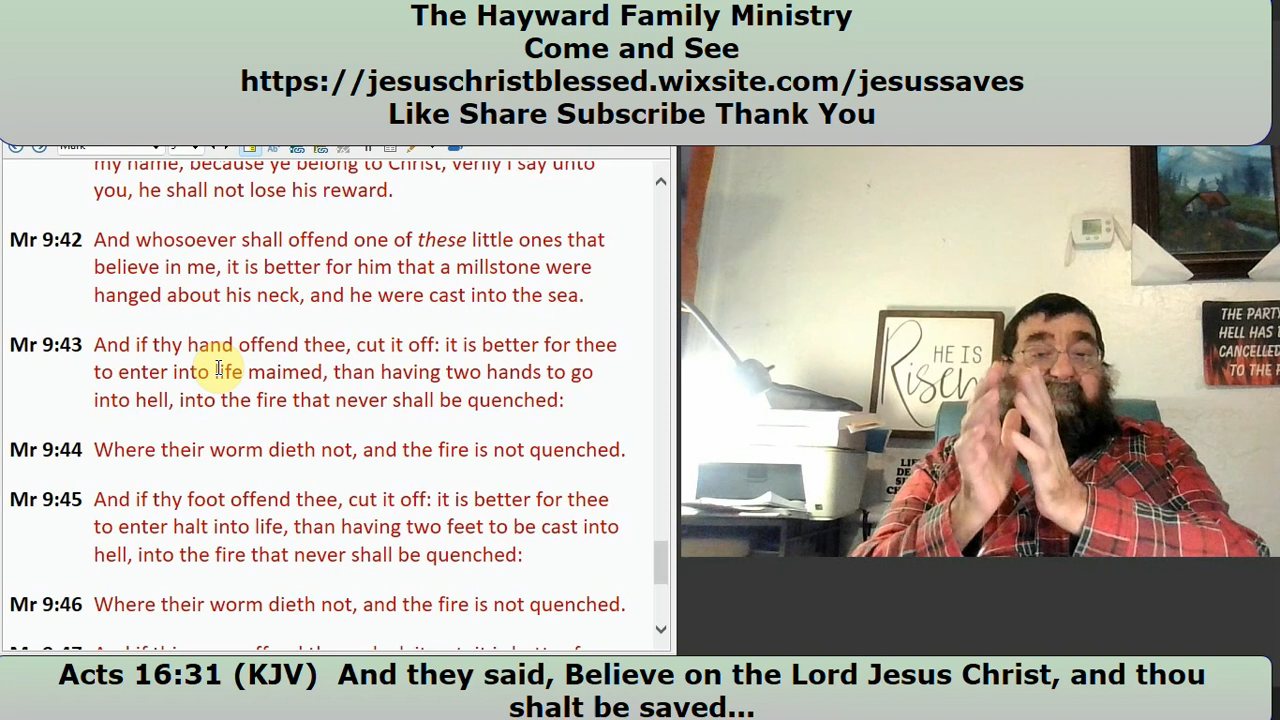 The Hayward Family Ministry
Come and See
https://jesuschristblessed.wixsite.com/jesussaves
Like Share Subscribe Thank You
my name, because ye belong to Christ, verily I say unto
you, he shall not lose his reward.
Mr 9:42 And whosoever shall offend one of these little ones that
believe in me, it is better for him that a millstone were
hanged about his neck, and he were cast into the sea.
Mr 9:43 And if thy hand offend thee, cut it off: it is better for thee
to enter into life maimed, than having two hands to go
into hell, into the fire that never shall be quenched:
Mr 9:44 Where their worm dieth not, and the fire is not quenched.
Mr 9:45 And if thy foot offend thee, cut it off: it is better for thee
to enter halt into life, than having two feet to be cast into
hell, into the fire that never shall be quenched:
Mr 9:46 Where their worm dieth not, and the fire is not quenched.
HE IS
Risen
THE PARTY
HELL HAS
CANCELLED
TO THE
Acts 16:31 (KJV) And they said, Believe on the Lord Jesus Christ, and thou
shalt be saved...